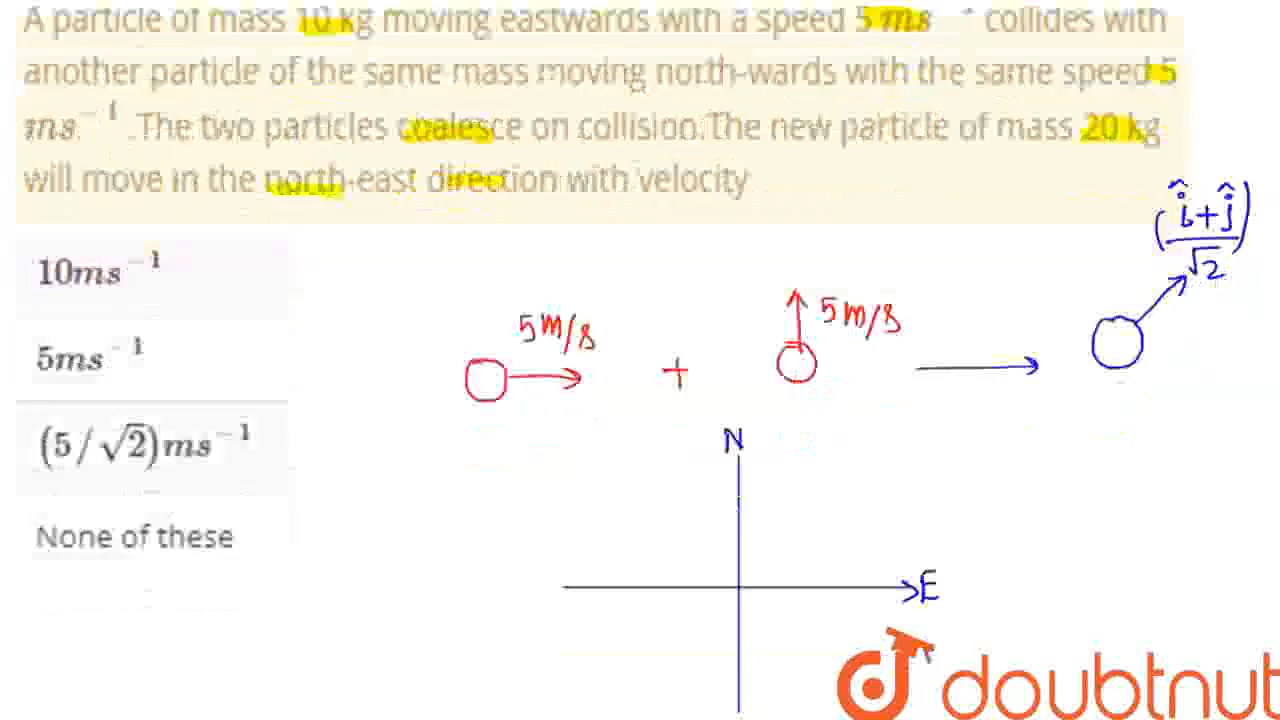 A particle of mass 10 kg moving eastwards with a speed 5 ms⁻¹ collides with
another particle of the same mass moving north-wards with the same speed 5
ms.⁻¹ .The two particles coalesce on collision.The new particle of mass 20 kg
will move in the north-east direction with velocity
10ms⁻¹
5ms⁻¹
(5/√2)ms⁻¹
None of these
5m/s
+
5m/s
(î+ĵ)
√2
N
E
doubtnut